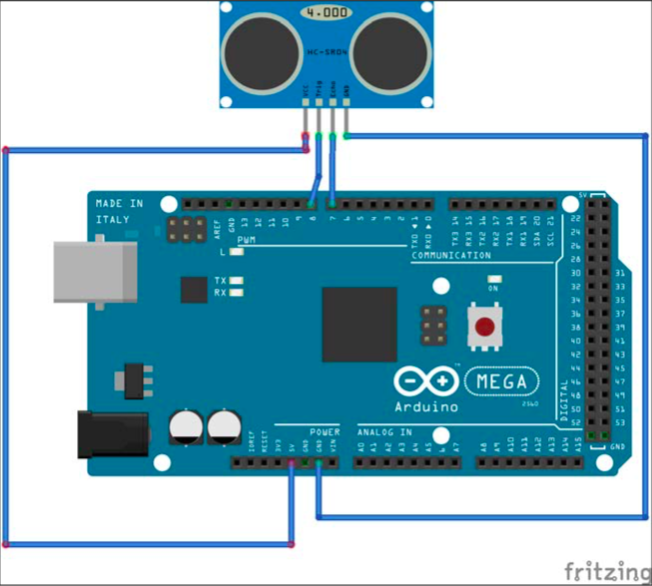 4.000
HC-SR04
VCC
Trig
Echo
GND
MADE IN
ITALY
AREF
GND
13
12
11
10
9
8
7
6
5
4
3
2
TX0 ◄ 1
RX0 ► 0
TX3 14
RX3 15
TX2 16
RX2 17
TX1 18
RX1 19
SDA 20
SCL 21
5V
PWM
COMMUNICATION
L
TX
RX
ON
22
24
26
28
30 31
32 33
34 35
36 37
38 39
40 41
42 43
44 45
46 47
48 49
50 51
52 53
GND
DIGITAL
MEGA
2560
Arduino
POWER
ANALOG IN
IOREF
RESET
3V3
5V
GND
GND
VIN
A0
A1
A2
A3
A4
A5
6
A7
A8
A9
A10
A11
A12
A13
A14
A15
fritzing